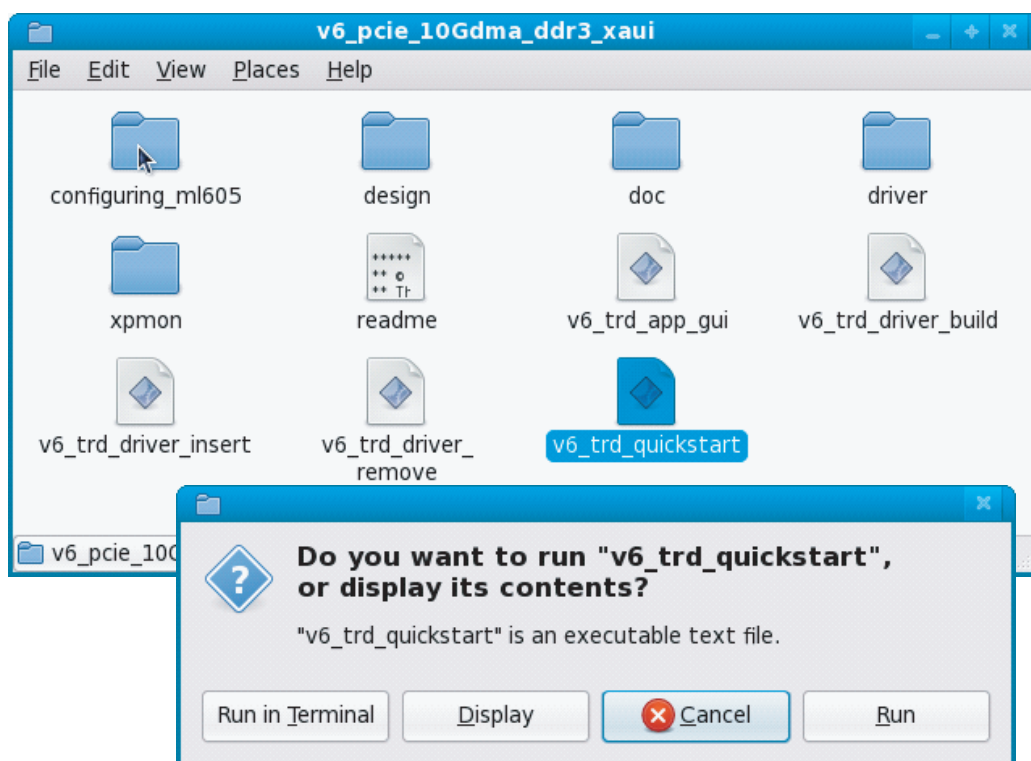 v6_pcie_10Gdma_ddr3_xaui
File Edit View Places Help
configuring_ml605 design doc driver
+++++
++ ©
++ Th
xpmon readme v6_trd_app_gui v6_trd_driver_build
v6_trd_driver_insert v6_trd_driver_ v6_trd_quickstart
remove
v6_pcie_10G
Do you want to run "v6_trd_quickstart",
or display its contents?
"v6_trd_quickstart" is an executable text file.
Run in Terminal Display Cancel Run